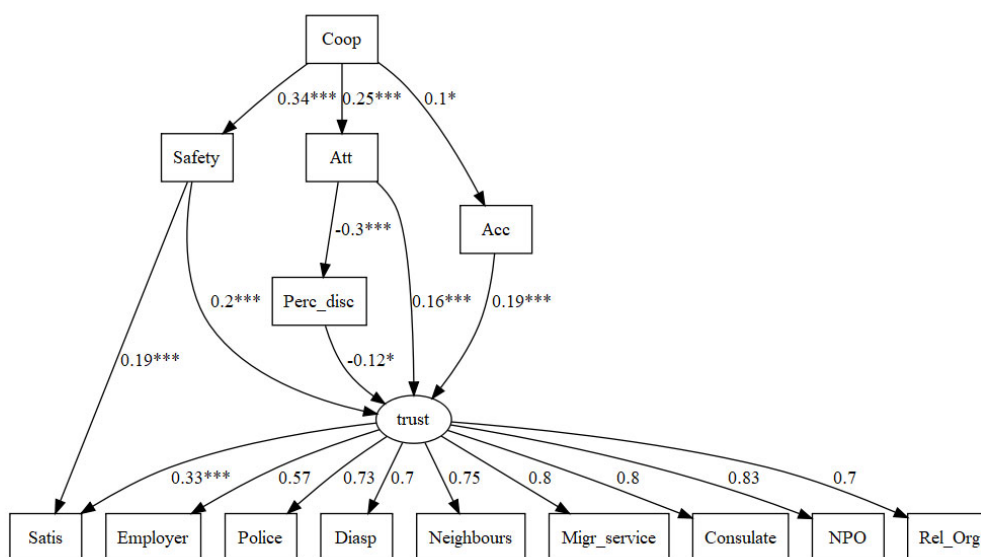 Coop
0.34*** 0.25*** 0.1*
Safety Att
Acc
-0.3***
Perc_disc 0.2*** 0.16*** 0.19***
0.19*** -0.12*
trust
0.33*** 0.57 0.73 0.7 0.75 0.8 0.8 0.83 0.7
Satis Employer Police Diasp Neighbours Migr_service Consulate NPO Rel_Org